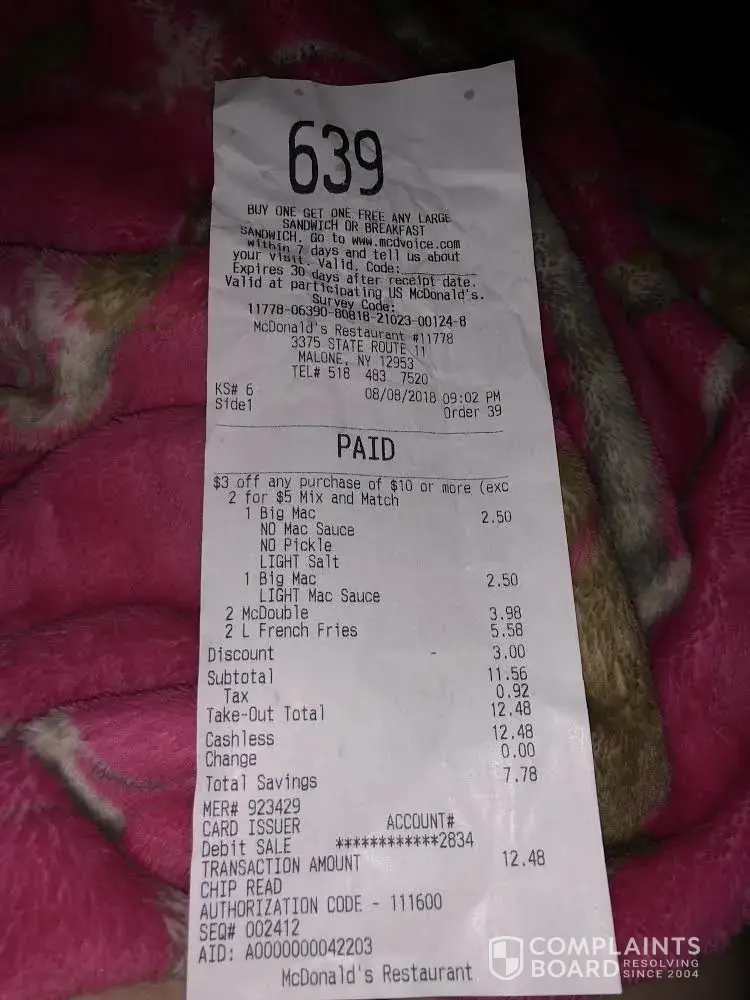 639
BUY ONE GET ONE FREE ANY LARGE
SANDWICH OR BREAKFAST
SANDWICH. Go to www.mcdvoice.com
within 7 days and tell us about
your visit. Valid. Code:________
Expires 30 days after receipt date.
Valid at participating US McDonald's.
Survey Code:
11778-06390-80818-21023-00124-8
McDonald's Restaurant #11778
3375 STATE ROUTE 11
MALONE, NY 12953
TEL# 518 483 7520
KS# 6 08/08/2018 09:02 PM
Side1 Order 39
PAID
$3 off any purchase of $10 or more (exc
2 for $5 Mix and Match
1 Big Mac 2.50
NO Mac Sauce
NO Pickle
LIGHT Salt
1 Big Mac 2.50
LIGHT Mac Sauce
2 McDouble 3.98
2 L French Fries 5.58
Discount - 3.00
Subtotal 11.56
Tax 0.92
Take-Out Total 12.48
Cashless 12.48
Change 0.00
Total Savings 7.78
MER# 923429
CARD ISSUER ACCOUNT#
Debit SALE ************2834
TRANSACTION AMOUNT 12.48
CHIP READ
AUTHORIZATION CODE - 111600
SEQ# 002412
AID: A0000000042203
McDonald's Restaurant
COMPLAINTS
BOARD RESOLVING
SINCE 2004